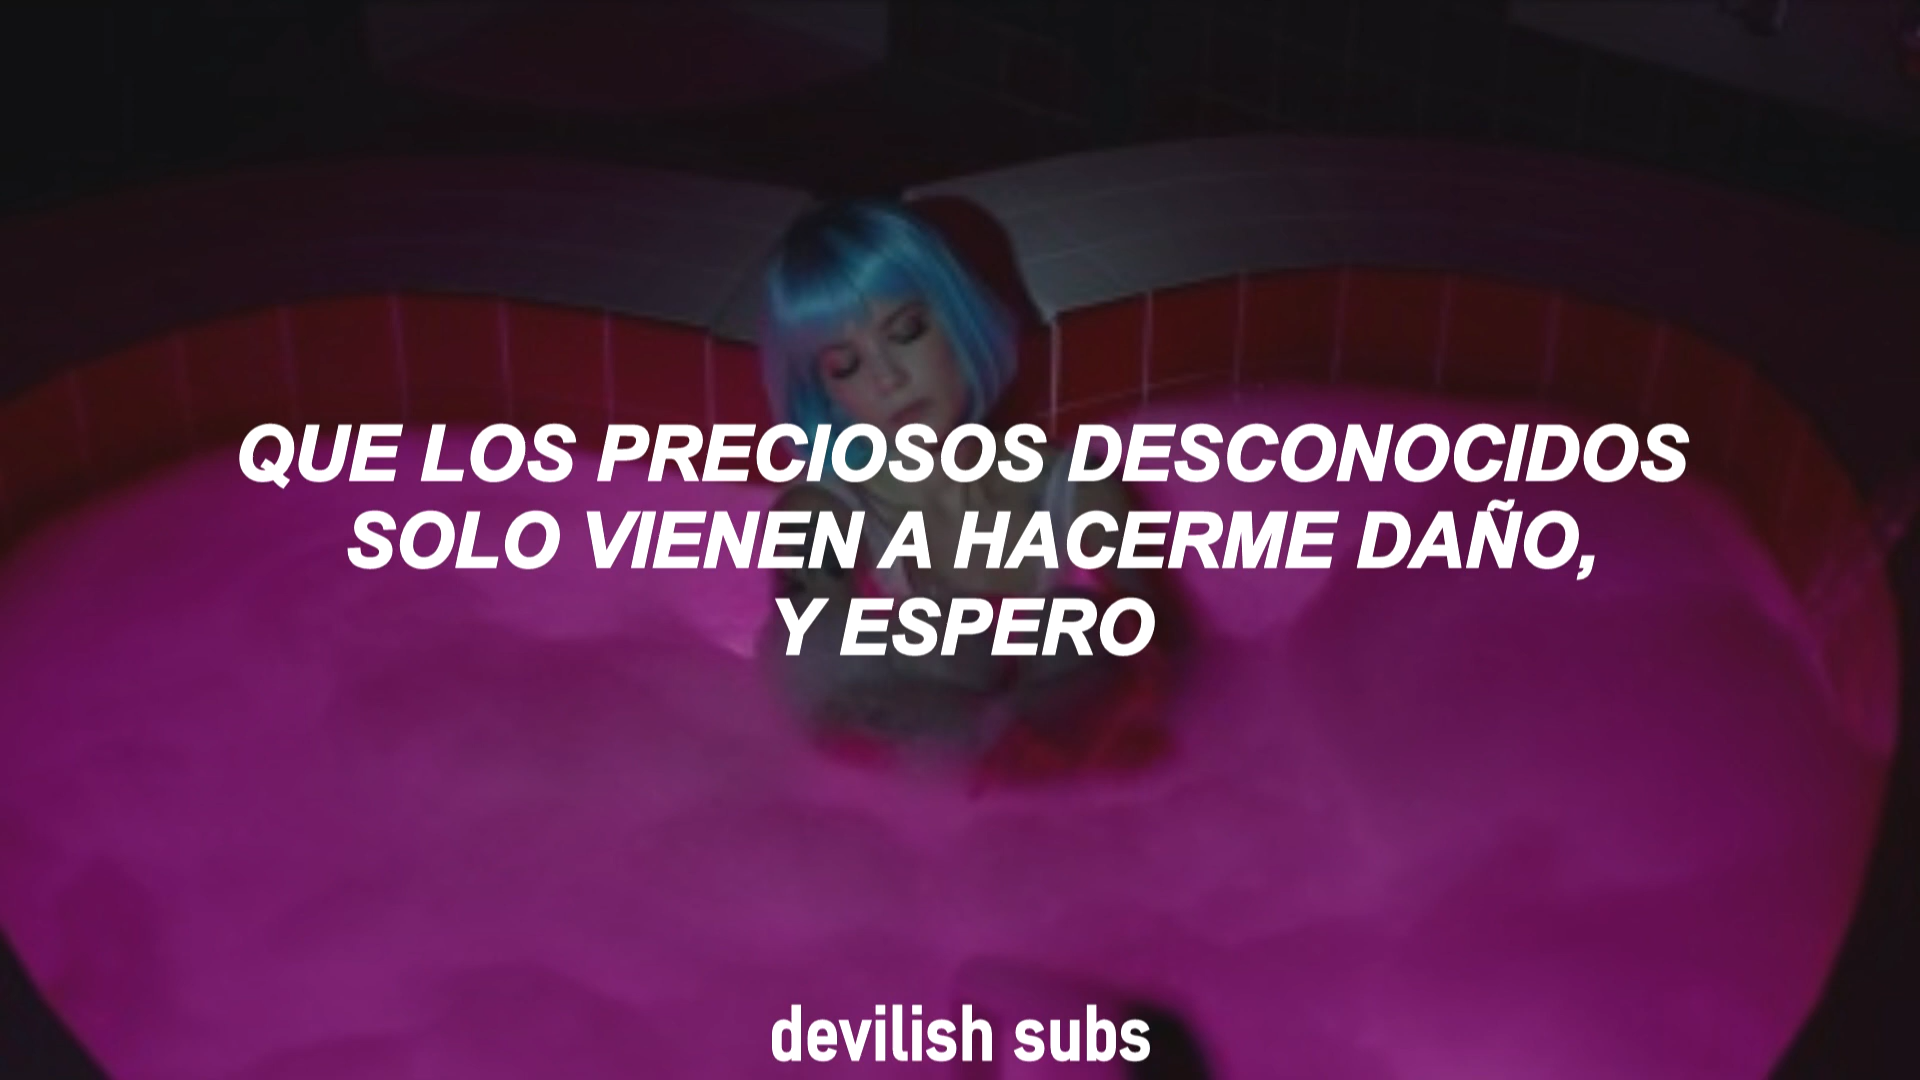 QUE LOS PRECIOSOS DESCONOCIDOS
SOLO VIENEN A HACERME DAÑO,
Y ESPERO
devilish subs